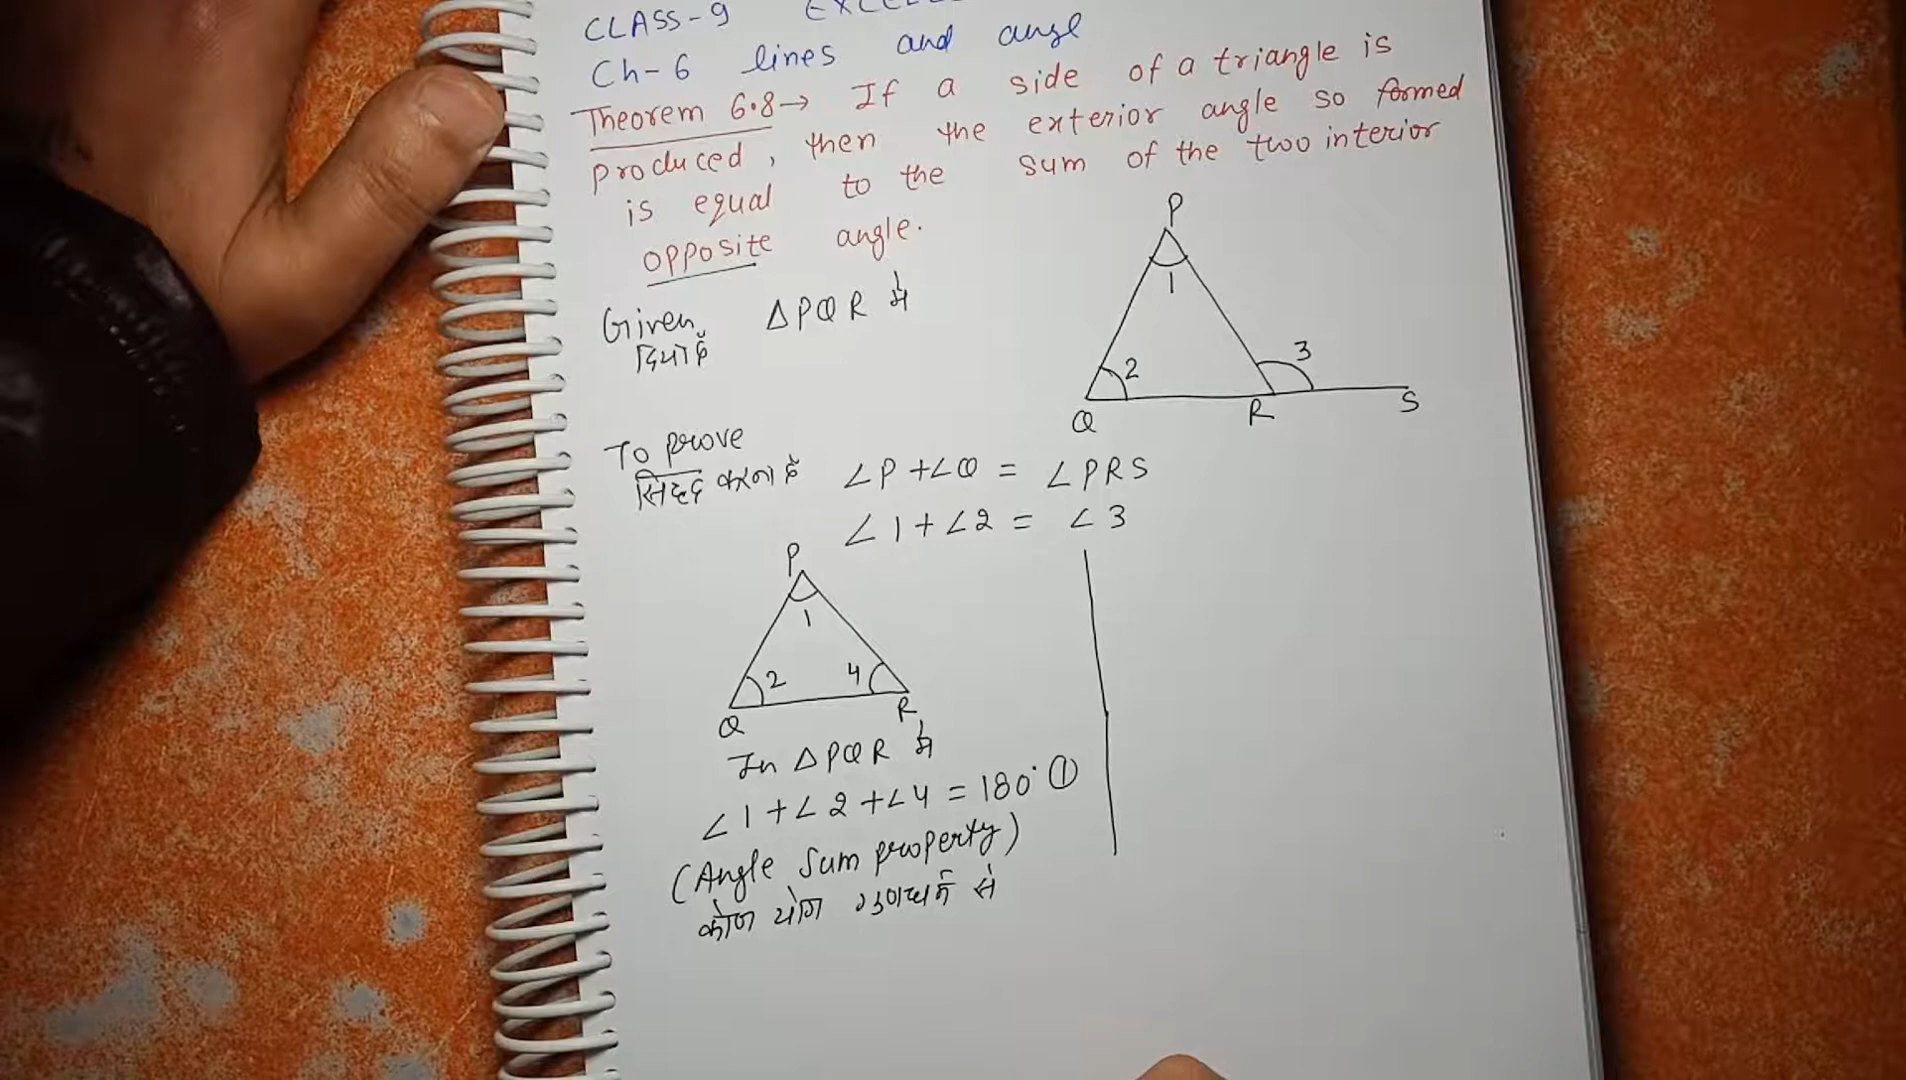 CLASS-9
Ch-6 lines and angl
Theorem 6.8→ If a side of a triangle is
produced, then the exterior angle so formed
is equal to the sum of the two interior
opposite angle.
Given ΔPQR में
दिया है
P
1
2
3
Q
R
S
To prove
सिद्द करना है ∠P+∠Q = ∠PRS
∠1+∠2 = ∠3
P
1
2
4
Q
R
In ΔPQR में
∠1+∠2+∠4=180° ①
(Angle Sum property)
कोण योग गुणधर्म से